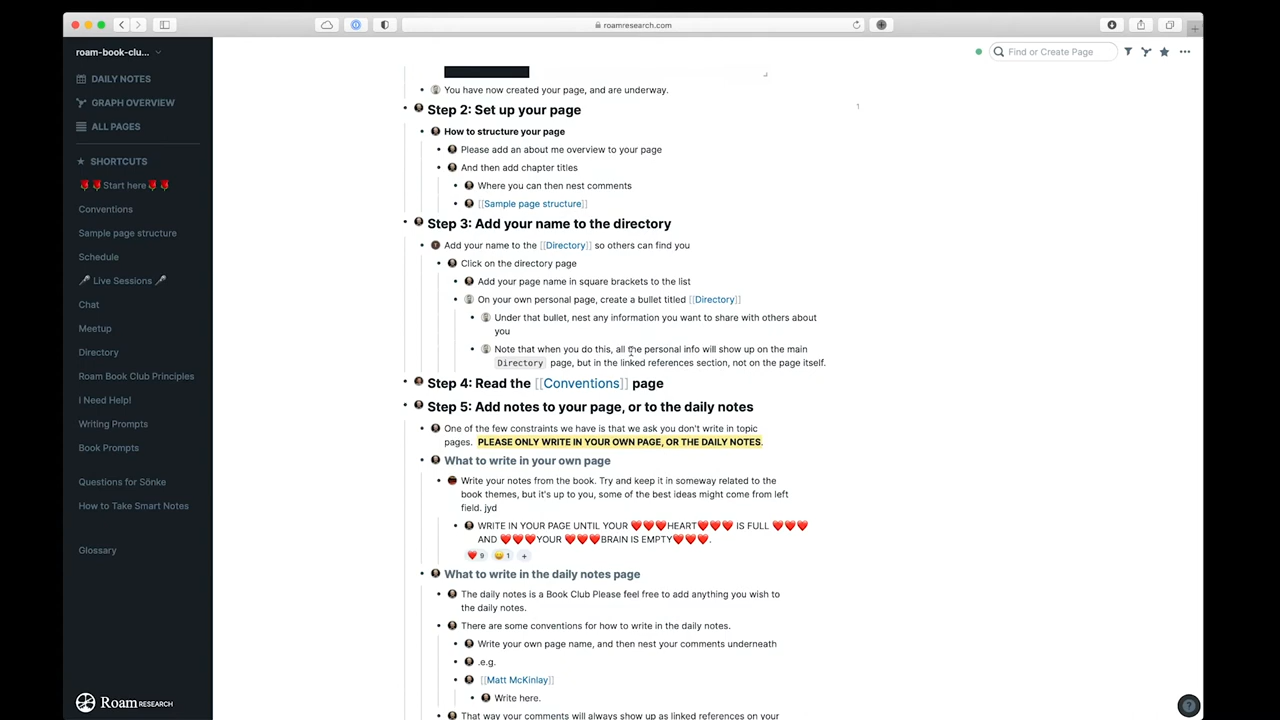 roamresearch.com
roam-book-clu...
Find or Create Page
DAILY NOTES
GRAPH OVERVIEW
ALL PAGES
★ SHORTCUTS
🌹🌹Start here🌹🌹
Conventions
Sample page structure
Schedule
🎤 Live Sessions 🎤
Chat
Meetup
Directory
Roam Book Club Principles
I Need Help!
Writing Prompts
Book Prompts
Questions for Sönke
How to Take Smart Notes
Glossary
Roam RESEARCH
You have now created your page, and are underway.
Step 2: Set up your page
1
How to structure your page
Please add an about me overview to your page
And then add chapter titles
Where you can then nest comments
[[Sample page structure]]
Step 3: Add your name to the directory
Add your name to the [[Directory]] so others can find you
Click on the directory page
Add your page name in square brackets to the list
On your own personal page, create a bullet titled [[Directory]]
Under that bullet, nest any information you want to share with others about
you
Note that when you do this, all the personal info will show up on the main
Directory page, but in the linked references section, not on the page itself.
Step 4: Read the [[Conventions]] page
Step 5: Add notes to your page, or to the daily notes
One of the few constraints we have is that we ask you don't write in topic
pages. PLEASE ONLY WRITE IN YOUR OWN PAGE, OR THE DAILY NOTES.
What to write in your own page
Write your notes from the book. Try and keep it in someway related to the
book themes, but it's up to you, some of the best ideas might come from left
field. jyd
WRITE IN YOUR PAGE UNTIL YOUR ❤️❤️❤️HEART❤️❤️❤️ IS FULL ❤️❤️❤️
AND ❤️❤️❤️YOUR ❤️❤️❤️BRAIN IS EMPTY❤️❤️❤️.
❤️ 9 😄 1 +
What to write in the daily notes page
The daily notes is a Book Club Please feel free to add anything you wish to
the daily notes.
There are some conventions for how to write in the daily notes.
Write your own page name, and then nest your comments underneath
.e.g.
[[Matt McKinlay]]
Write here.
That way your comments will always show up as linked references on your
?